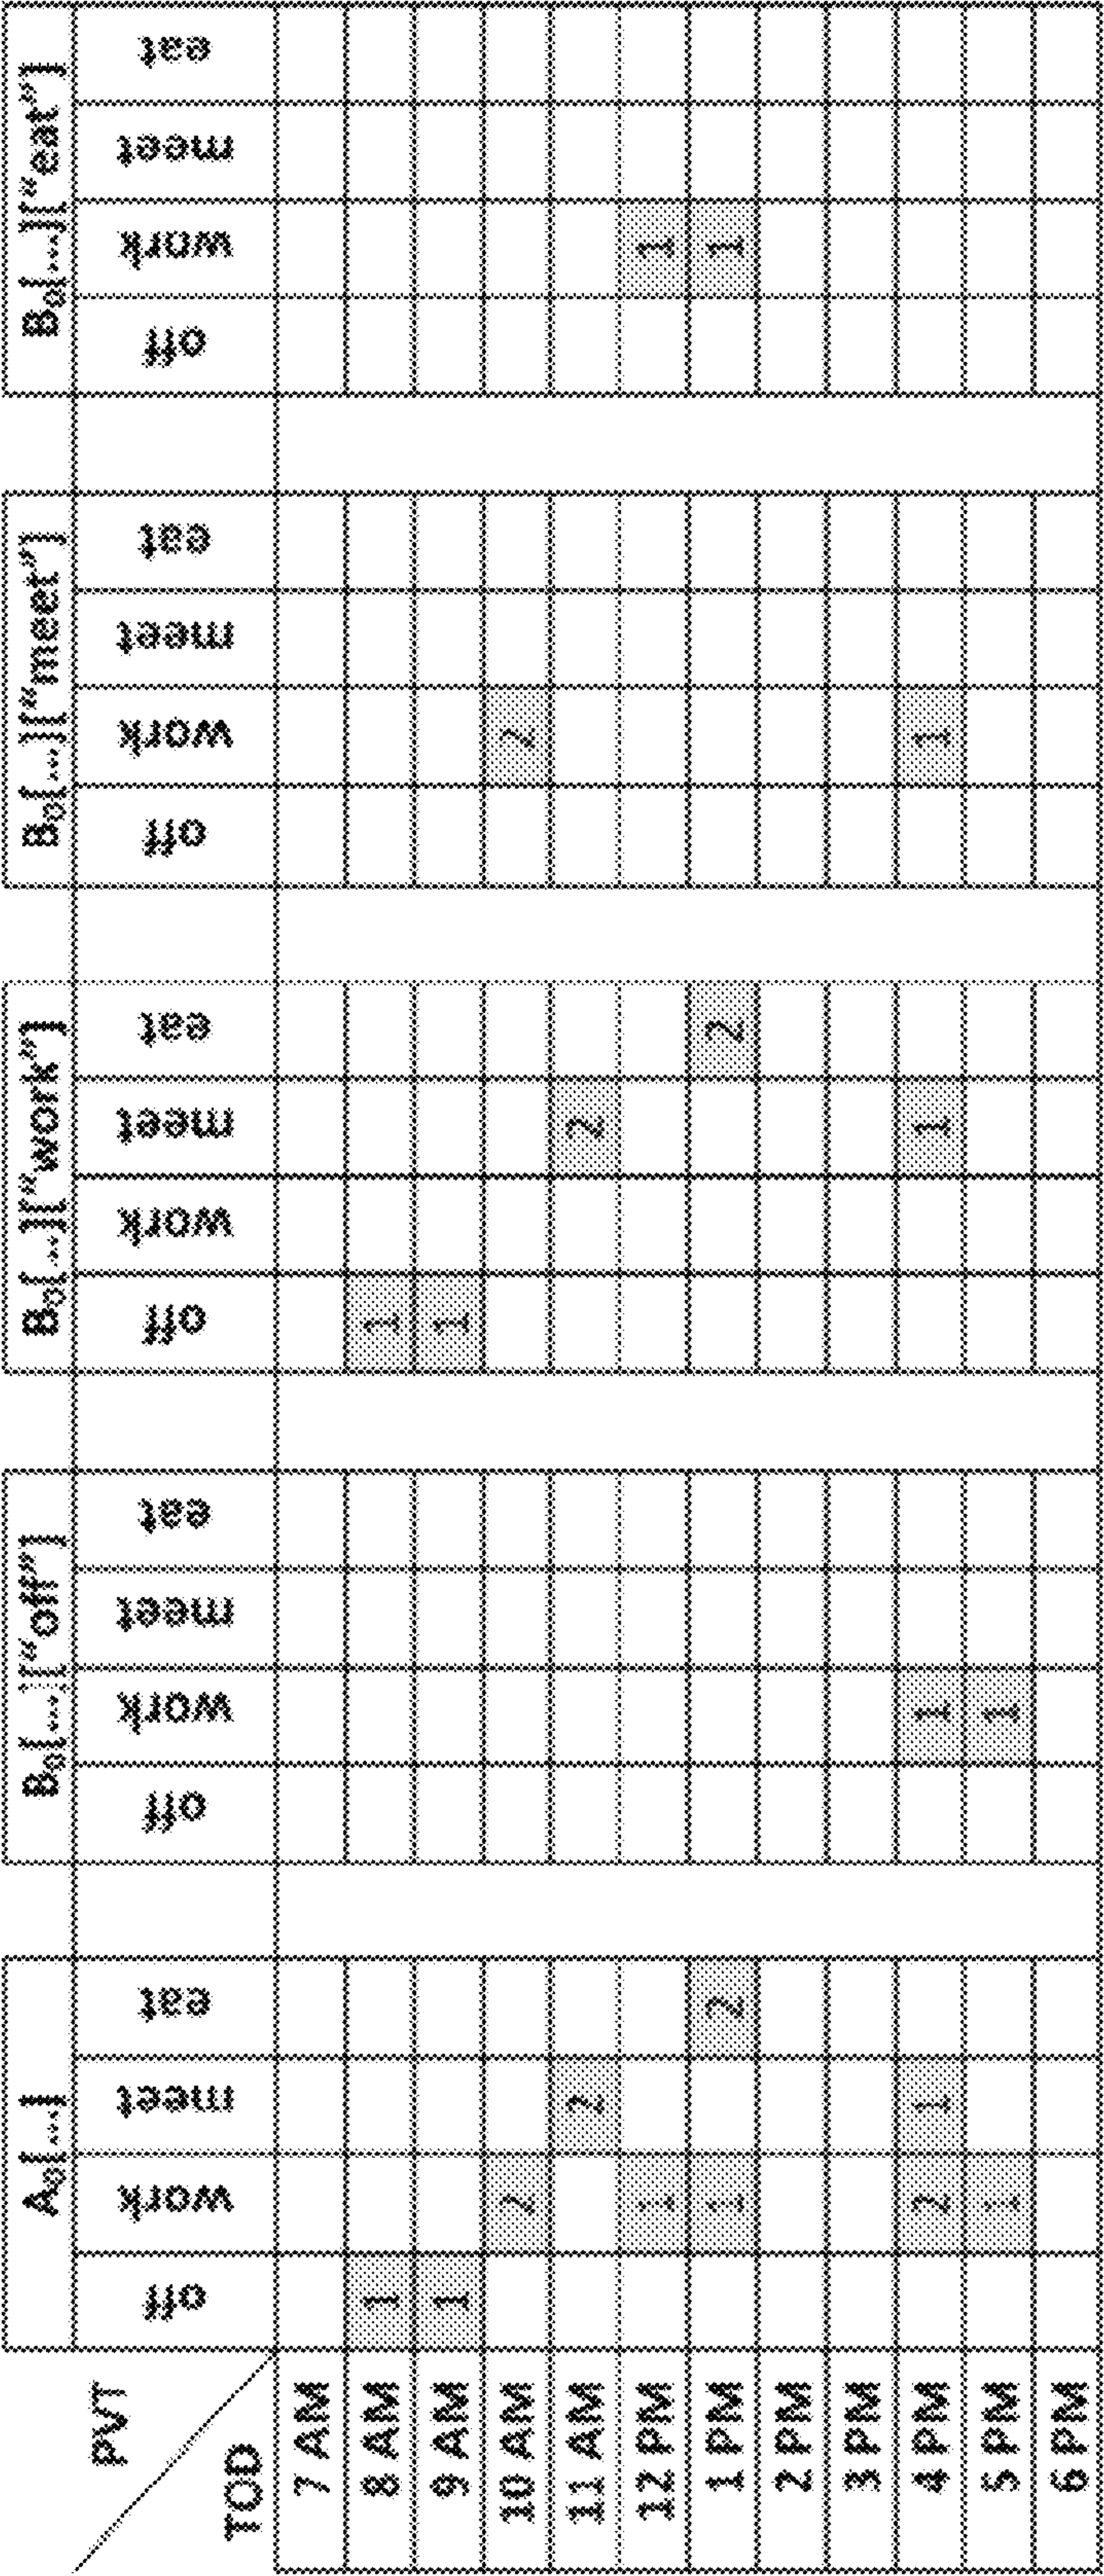 A₀[...] B₀[...]["off"] B₀[...]["work"] B₀[...]["meet"] B₀[...]["eat"]
PVT off work meet eat off work meet eat off work meet eat off work meet eat off work meet eat
TOD
7 AM
8 AM 1 1
9 AM 1 1
10 AM 2 2
11 AM 2 2
12 PM 1 1
1 PM 1 2 2 1
2 PM
3 PM
4 PM 2 1 1 1 1
5 PM 1 1
6 PM